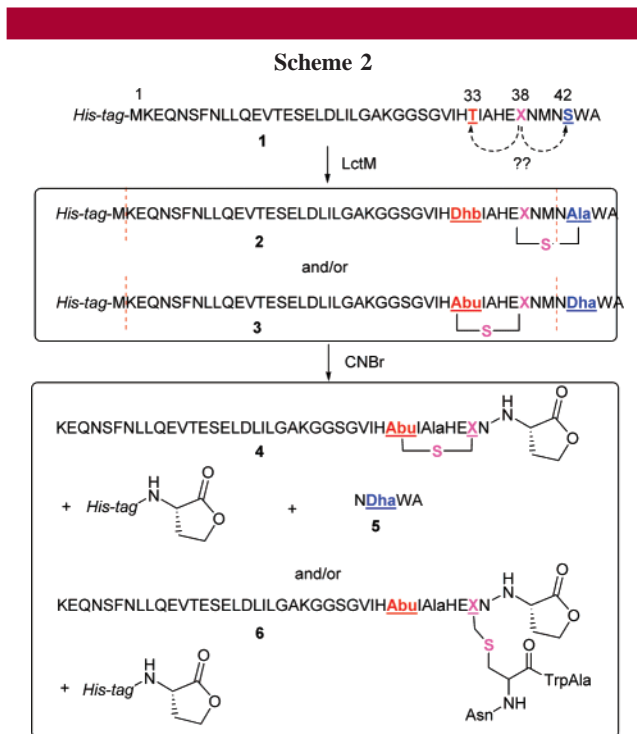 Scheme 2
1 33 38 42
His-tag-MKEQNSFNLLQEVTESELDLILGAKGGSGVIHTIAHEXNMNSWA
1 ??
LctM
His-tag-MKEQNSFNLLQEVTESELDLILGAKGGSGVIHDhbIAHEXNMNAlaWA
2 S
and/or
His-tag-MKEQNSFNLLQEVTESELDLILGAKGGSGVIHAbuIAHEXNMNDhaWA
3 S
CNBr
KEQNSFNLLQEVTESELDLILGAKGGSGVIHAbuIAlaHEXN H N O O
4 S
+ His-tag H N O O + NDhaWA
5
and/or
KEQNSFNLLQEVTESELDLILGAKGGSGVIHAbuIAlaHEXN H N O O
6
S O
+ His-tag H N O O TrpAla
Asn NH